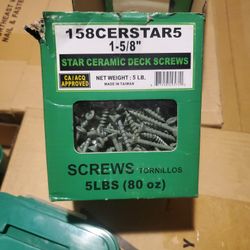 158CERSTAR5
1-5/8"
STAR CERAMIC DECK SCREWS
CA/ACQ
APPROVED
NET WEIGHT: 5 LB.
MADE IN TAIWAN
SCREWS TORNILLOS
5LBS (80 oz)